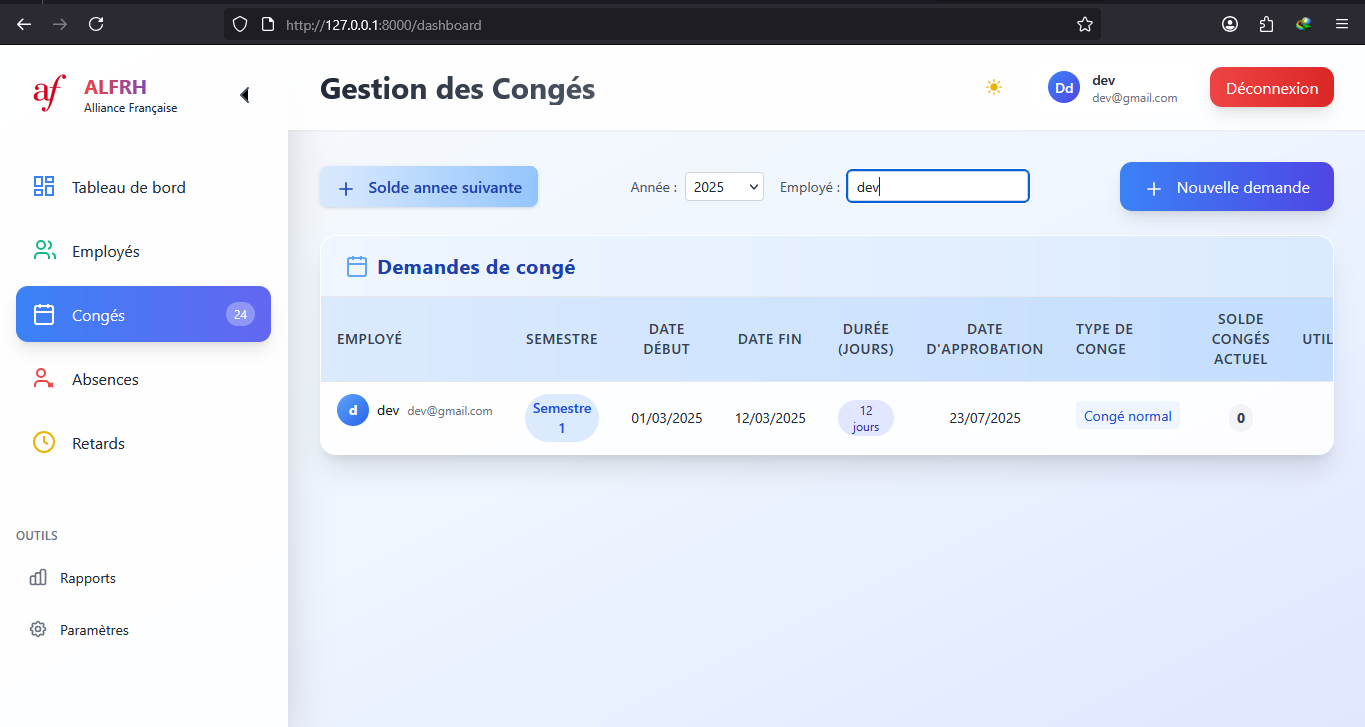 http://127.0.0.1:8000/dashboard
af
ALFRH
Alliance Française
Gestion des Congés
Dd
dev
dev@gmail.com
Déconnexion
Tableau de bord
Employés
Congés
24
Absences
Retards
OUTILS
Rapports
Paramètres
Solde annee suivante
Année :
2025
Employé :
dev
Nouvelle demande
Demandes de congé
EMPLOYÉ
SEMESTRE
DATE
DÉBUT
DATE FIN
DURÉE
(JOURS)
DATE
D'APPROBATION
TYPE DE
CONGE
SOLDE
CONGÉS
ACTUEL
UTIL
d
dev
dev@gmail.com
Semestre
1
01/03/2025
12/03/2025
12
jours
23/07/2025
Congé normal
0